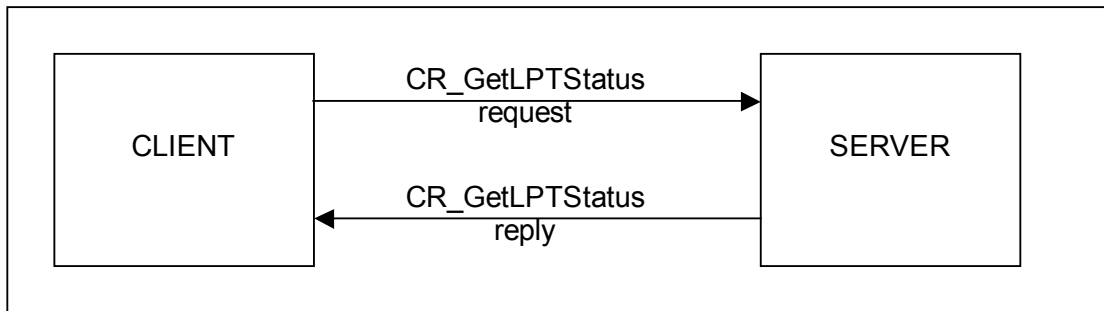 CR_GetLPTStatus
request
CLIENT
SERVER
CR_GetLPTStatus
reply